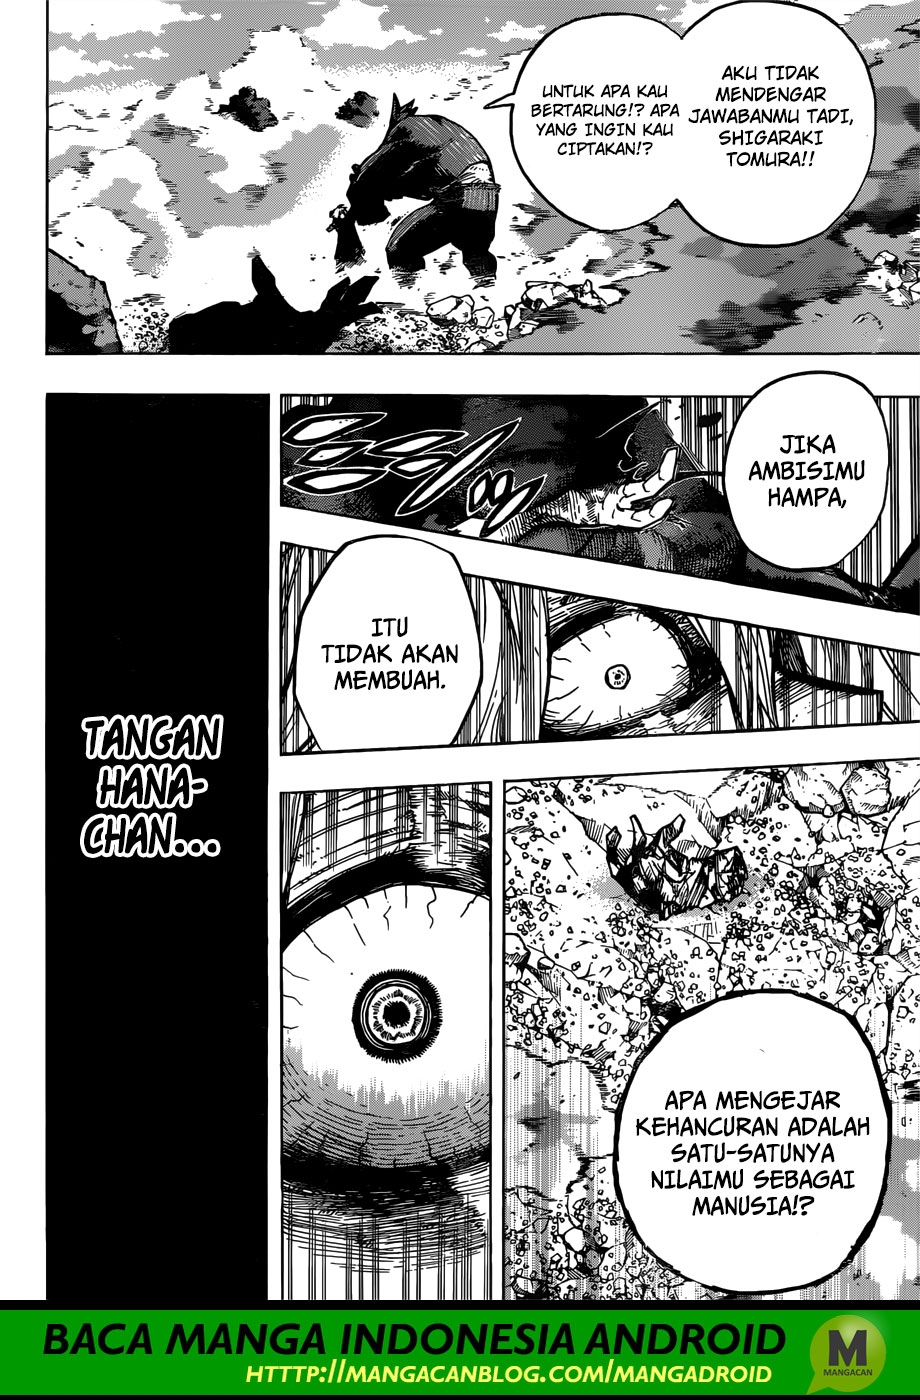 AKU TIDAK
MENDENGAR
JAWABANMU TADI,
SHIGARAKI
TOMURA!!
UNTUK APA KAU
BERTARUNG!? APA
YANG INGIN KAU
CIPTAKAN!?
JIKA
AMBISIMU
HAMPA,
ITU
TIDAK AKAN
MEMBUAH.
APA MENGEJAR
KEHANCURAN ADALAH
SATU-SATUNYA
NILAIMU SEBAGAI
MANUSIA!?
TANGAN
HANA-
CHAN...
BACA MANGA INDONESIA ANDROID
HTTTP://MANGACANBLOG.COM/MANGADROID
M
MANGACAN